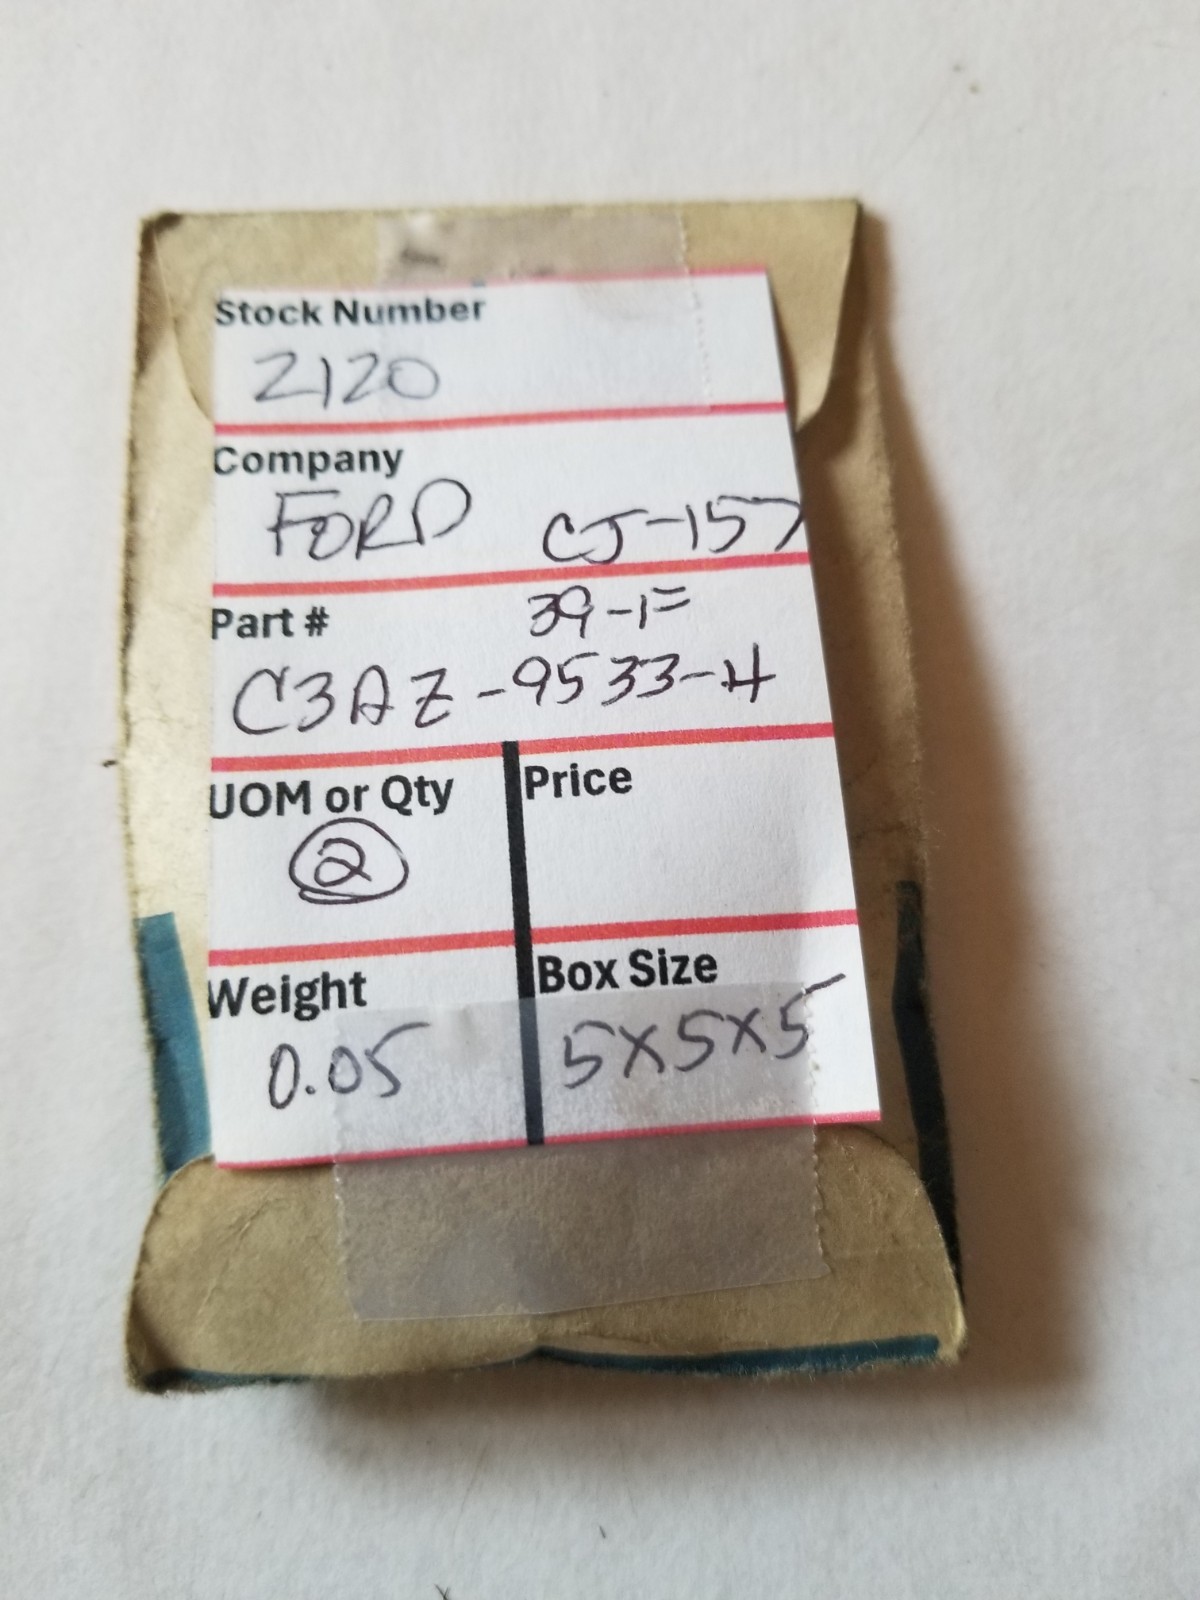 Stock Number
2120
Company
FORD CJ-157
Part # 39-1F
C3AZ-9533-H
UOM or Qty Price
2
Weight Box Size
0.05 5x5x5